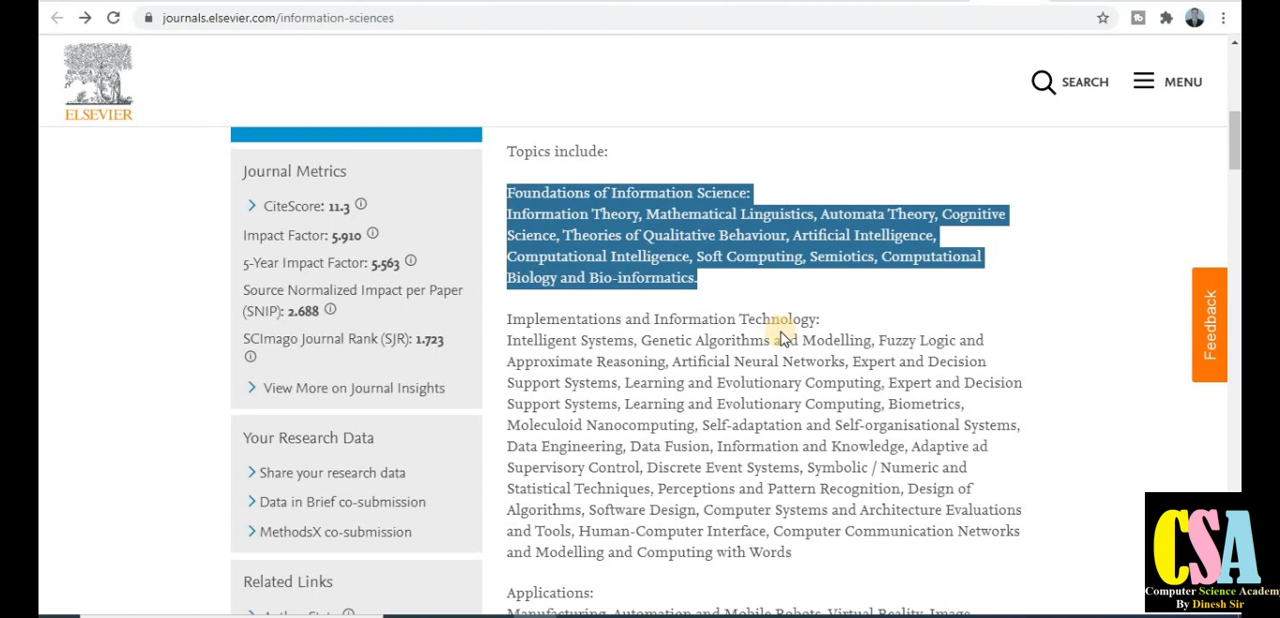 journals.elsevier.com/information-sciences
ELSEVIER
SEARCH
MENU
Journal Metrics
CiteScore: 11.3
Impact Factor: 5.910
5-Year Impact Factor: 5.563
Source Normalized Impact per Paper
(SNIP): 2.688
SCImago Journal Rank (SJR): 1.723
View More on Journal Insights
Your Research Data
Share your research data
Data in Brief co-submission
MethodsX co-submission
Related Links
Topics include:
Foundations of Information Science:
Information Theory, Mathematical Linguistics, Automata Theory, Cognitive
Science, Theories of Qualitative Behaviour, Artificial Intelligence,
Computational Intelligence, Soft Computing, Semiotics, Computational
Biology and Bio-informatics.
Implementations and Information Technology:
Intelligent Systems, Genetic Algorithms and Modelling, Fuzzy Logic and
Approximate Reasoning, Artificial Neural Networks, Expert and Decision
Support Systems, Learning and Evolutionary Computing, Expert and Decision
Support Systems, Learning and Evolutionary Computing, Biometrics,
Moleculoid Nanocomputing, Self-adaptation and Self-organisational Systems,
Data Engineering, Data Fusion, Information and Knowledge, Adaptive ad
Supervisory Control, Discrete Event Systems, Symbolic / Numeric and
Statistical Techniques, Perceptions and Pattern Recognition, Design of
Algorithms, Software Design, Computer Systems and Architecture Evaluations
and Tools, Human-Computer Interface, Computer Communication Networks
and Modelling and Computing with Words
Applications:
Manufacturing, Automation and Mobile Robots, Virtual Reality, Image
Feedback
CSA
Computer Science Academy
By Dinesh Sir